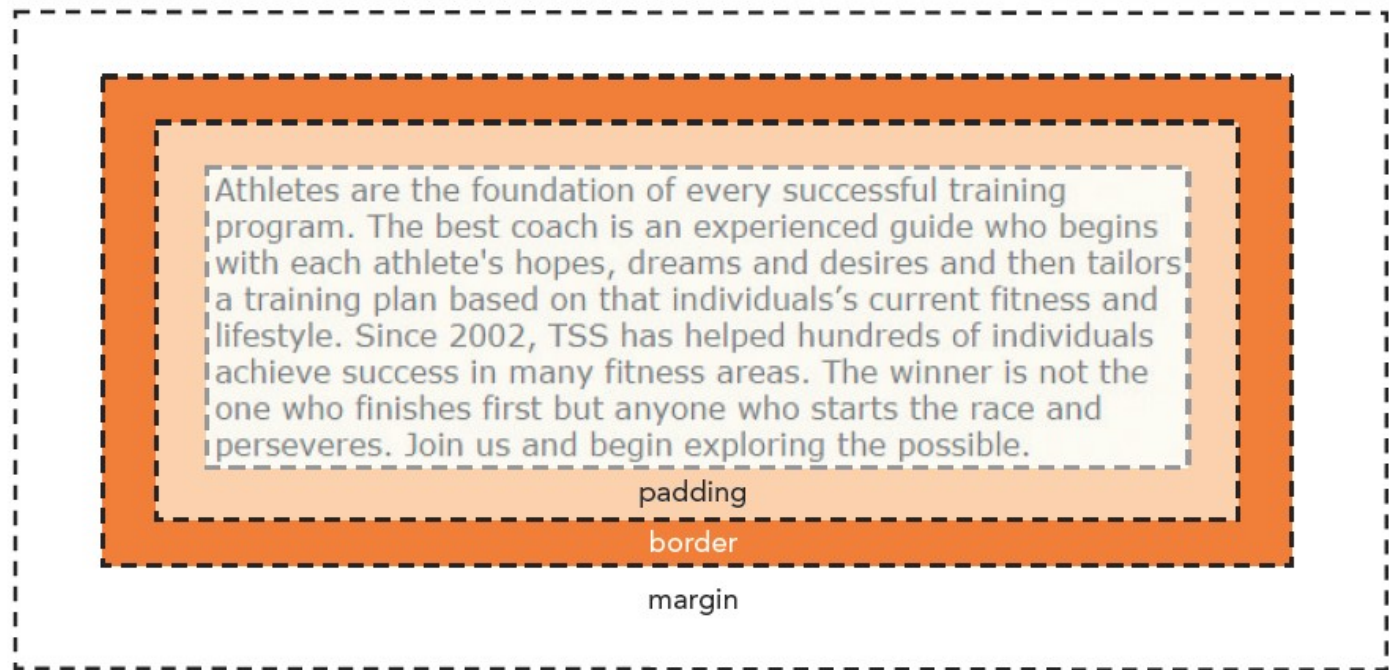 Athletes are the foundation of every successful training
program. The best coach is an experienced guide who begins
with each athlete's hopes, dreams and desires and then tailors
a training plan based on that individuals’s current fitness and
lifestyle. Since 2002, TSS has helped hundreds of individuals
achieve success in many fitness areas. The winner is not the
one who finishes first but anyone who starts the race and
perseveres. Join us and begin exploring the possible.
padding
border
margin